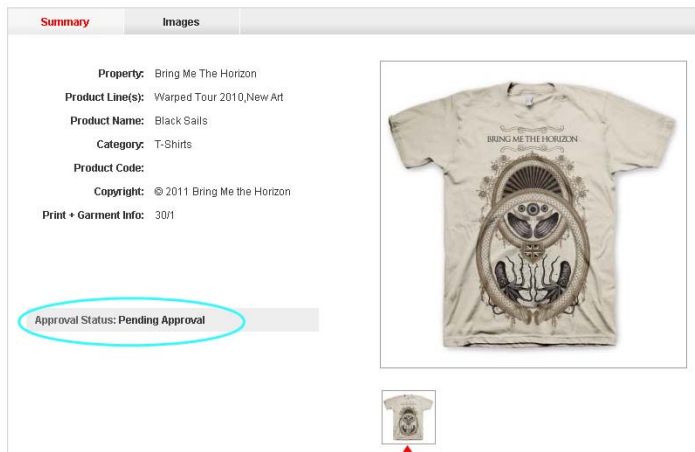 Summary
Images
Property: Bring Me The Horizon
Product Line(s): Warped Tour 2010,New Art
Product Name: Black Sails
Category: T-Shirts
Product Code:
Copyright: © 2011 Bring Me the Horizon
Print + Garment Info: 30/1
Approval Status: Pending Approval
BRING ME THE HORIZON